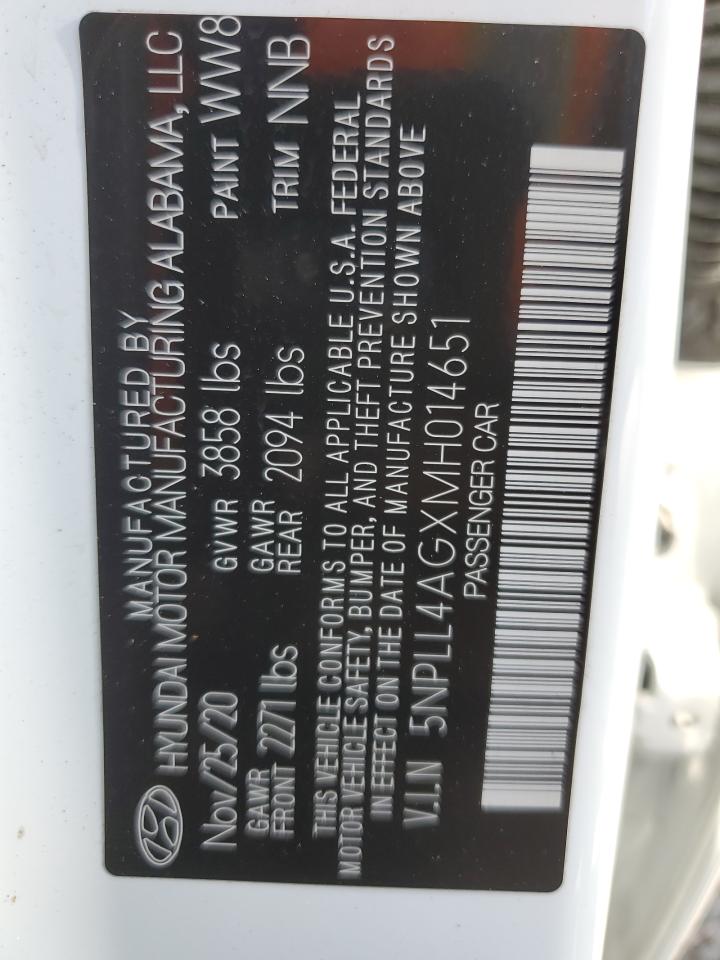 MANUFACTURED BY
HYUNDAI MOTOR MANUFACTURING ALABAMA, LLC
Nov/25/20 GVWR 3858 lbs PAINT WW8
GAWR FRONT 2271 lbs GAWR REAR 2094 lbs TRIM NNB
THIS VEHICLE CONFORMS TO ALL APPLICABLE U.S.A. FEDERAL
MOTOR VEHICLE SAFETY, BUMPER, AND THEFT PREVENTION STANDARDS
IN EFFECT ON THE DATE OF MANUFACTURE SHOWN ABOVE
V.I.N 5NPLL4AGXMH014651
PASSENGER CAR